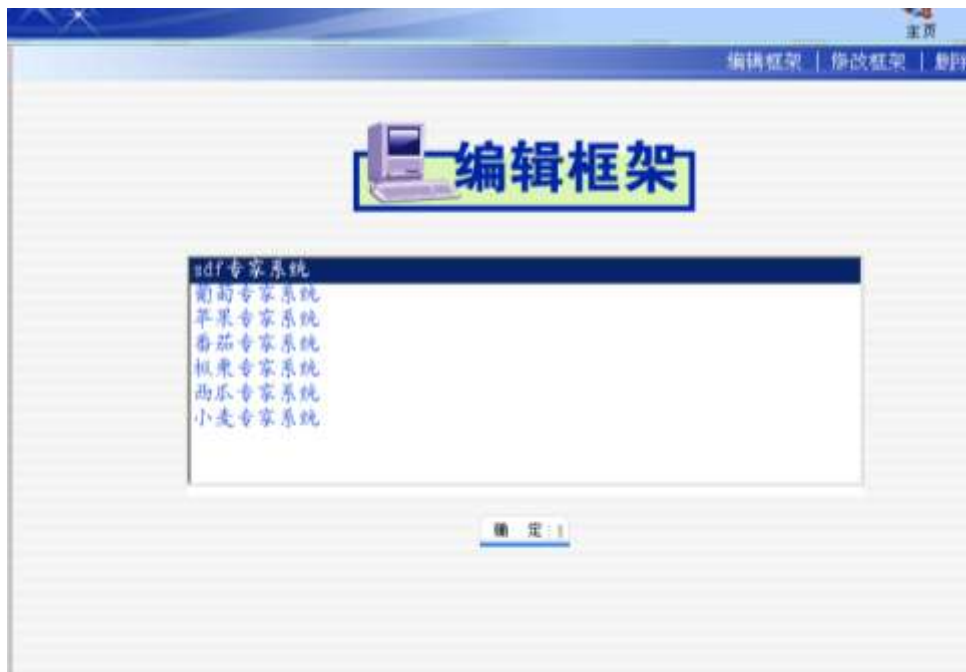 主页
编辑框架 | 修改框架 |
编辑框架
sdf专家系统
葡萄专家系统
苹果专家系统
番茄专家系统
板栗专家系统
西瓜专家系统
小麦专家系统
确 定